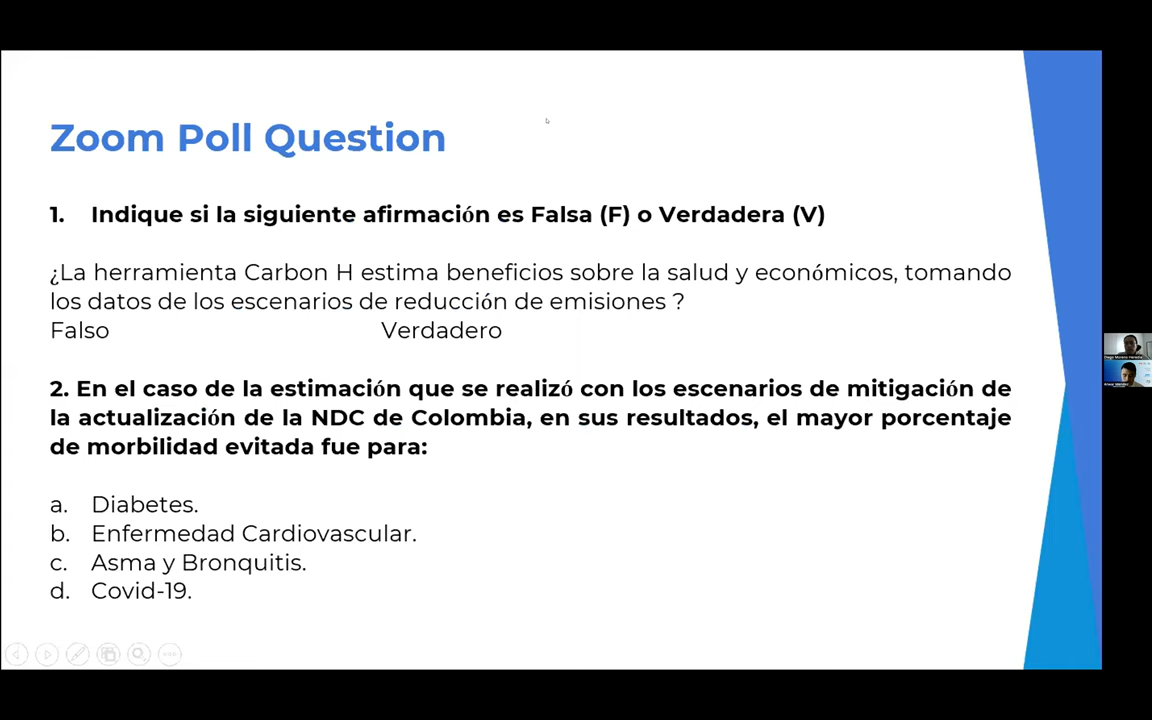 Zoom Poll Question
1. Indique si la siguiente afirmación es Falsa (F) o Verdadera (V)
¿La herramienta Carbon H estima beneficios sobre la salud y económicos, tomando
los datos de los escenarios de reducción de emisiones ?
Falso Verdadero
2. En el caso de la estimación que se realizó con los escenarios de mitigación de
la actualización de la NDC de Colombia, en sus resultados, el mayor porcentaje
de morbilidad evitada fue para:
a. Diabetes.
b. Enfermedad Cardiovascular.
c. Asma y Bronquitis.
d. Covid-19.